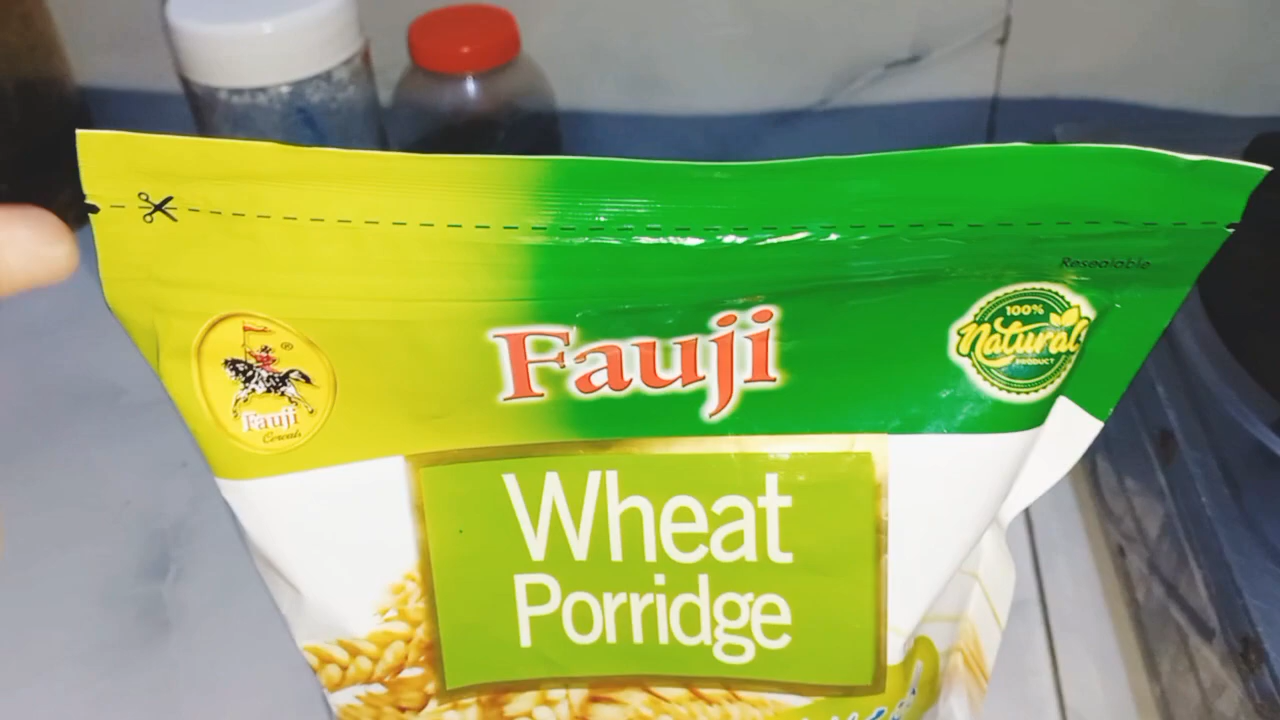 Resealable
Fauji
®
Fauji
Cereals
100%
Natural
PRODUCT
Wheat
Porridge